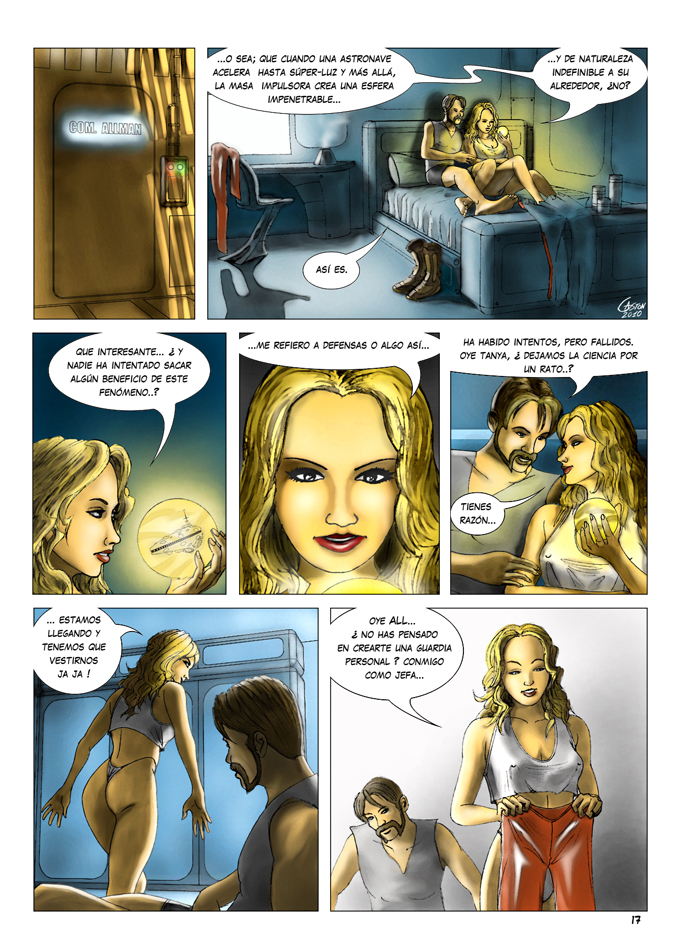 COM. ALLMAN
...O SEA; QUE CUANDO UNA ASTRONAVE
ACELERA HASTA SÚPER-LUZ Y MÁS ALLÁ,
LA MASA IMPULSORA CREA UNA ESFERA
IMPENETRABLE...
...Y DE NATURALEZA
INDEFINIBLE A SU
ALREDEDOR, ¿NO?
ASÍ ES.
GASTON
2010
QUE INTERESANTE... ¿ Y
NADIE HA INTENTADO SACAR
ALGÚN BENEFICIO DE ESTE
FENÓMENO..?
...ME REFIERO A DEFENSAS O ALGO ASÍ...
HA HABIDO INTENTOS, PERO FALLIDOS.
OYE TANYA, ¿ DEJAMOS LA CIENCIA POR
UN RATO..?
TIENES
RAZÓN...
... ESTAMOS
LLEGANDO Y
TENEMOS QUE
VESTIRNOS
JA JA !
OYE ALL...
¿ NO HAS PENSADO
EN CREARTE UNA GUARDIA
PERSONAL ? CONMIGO
COMO JEFA...
17